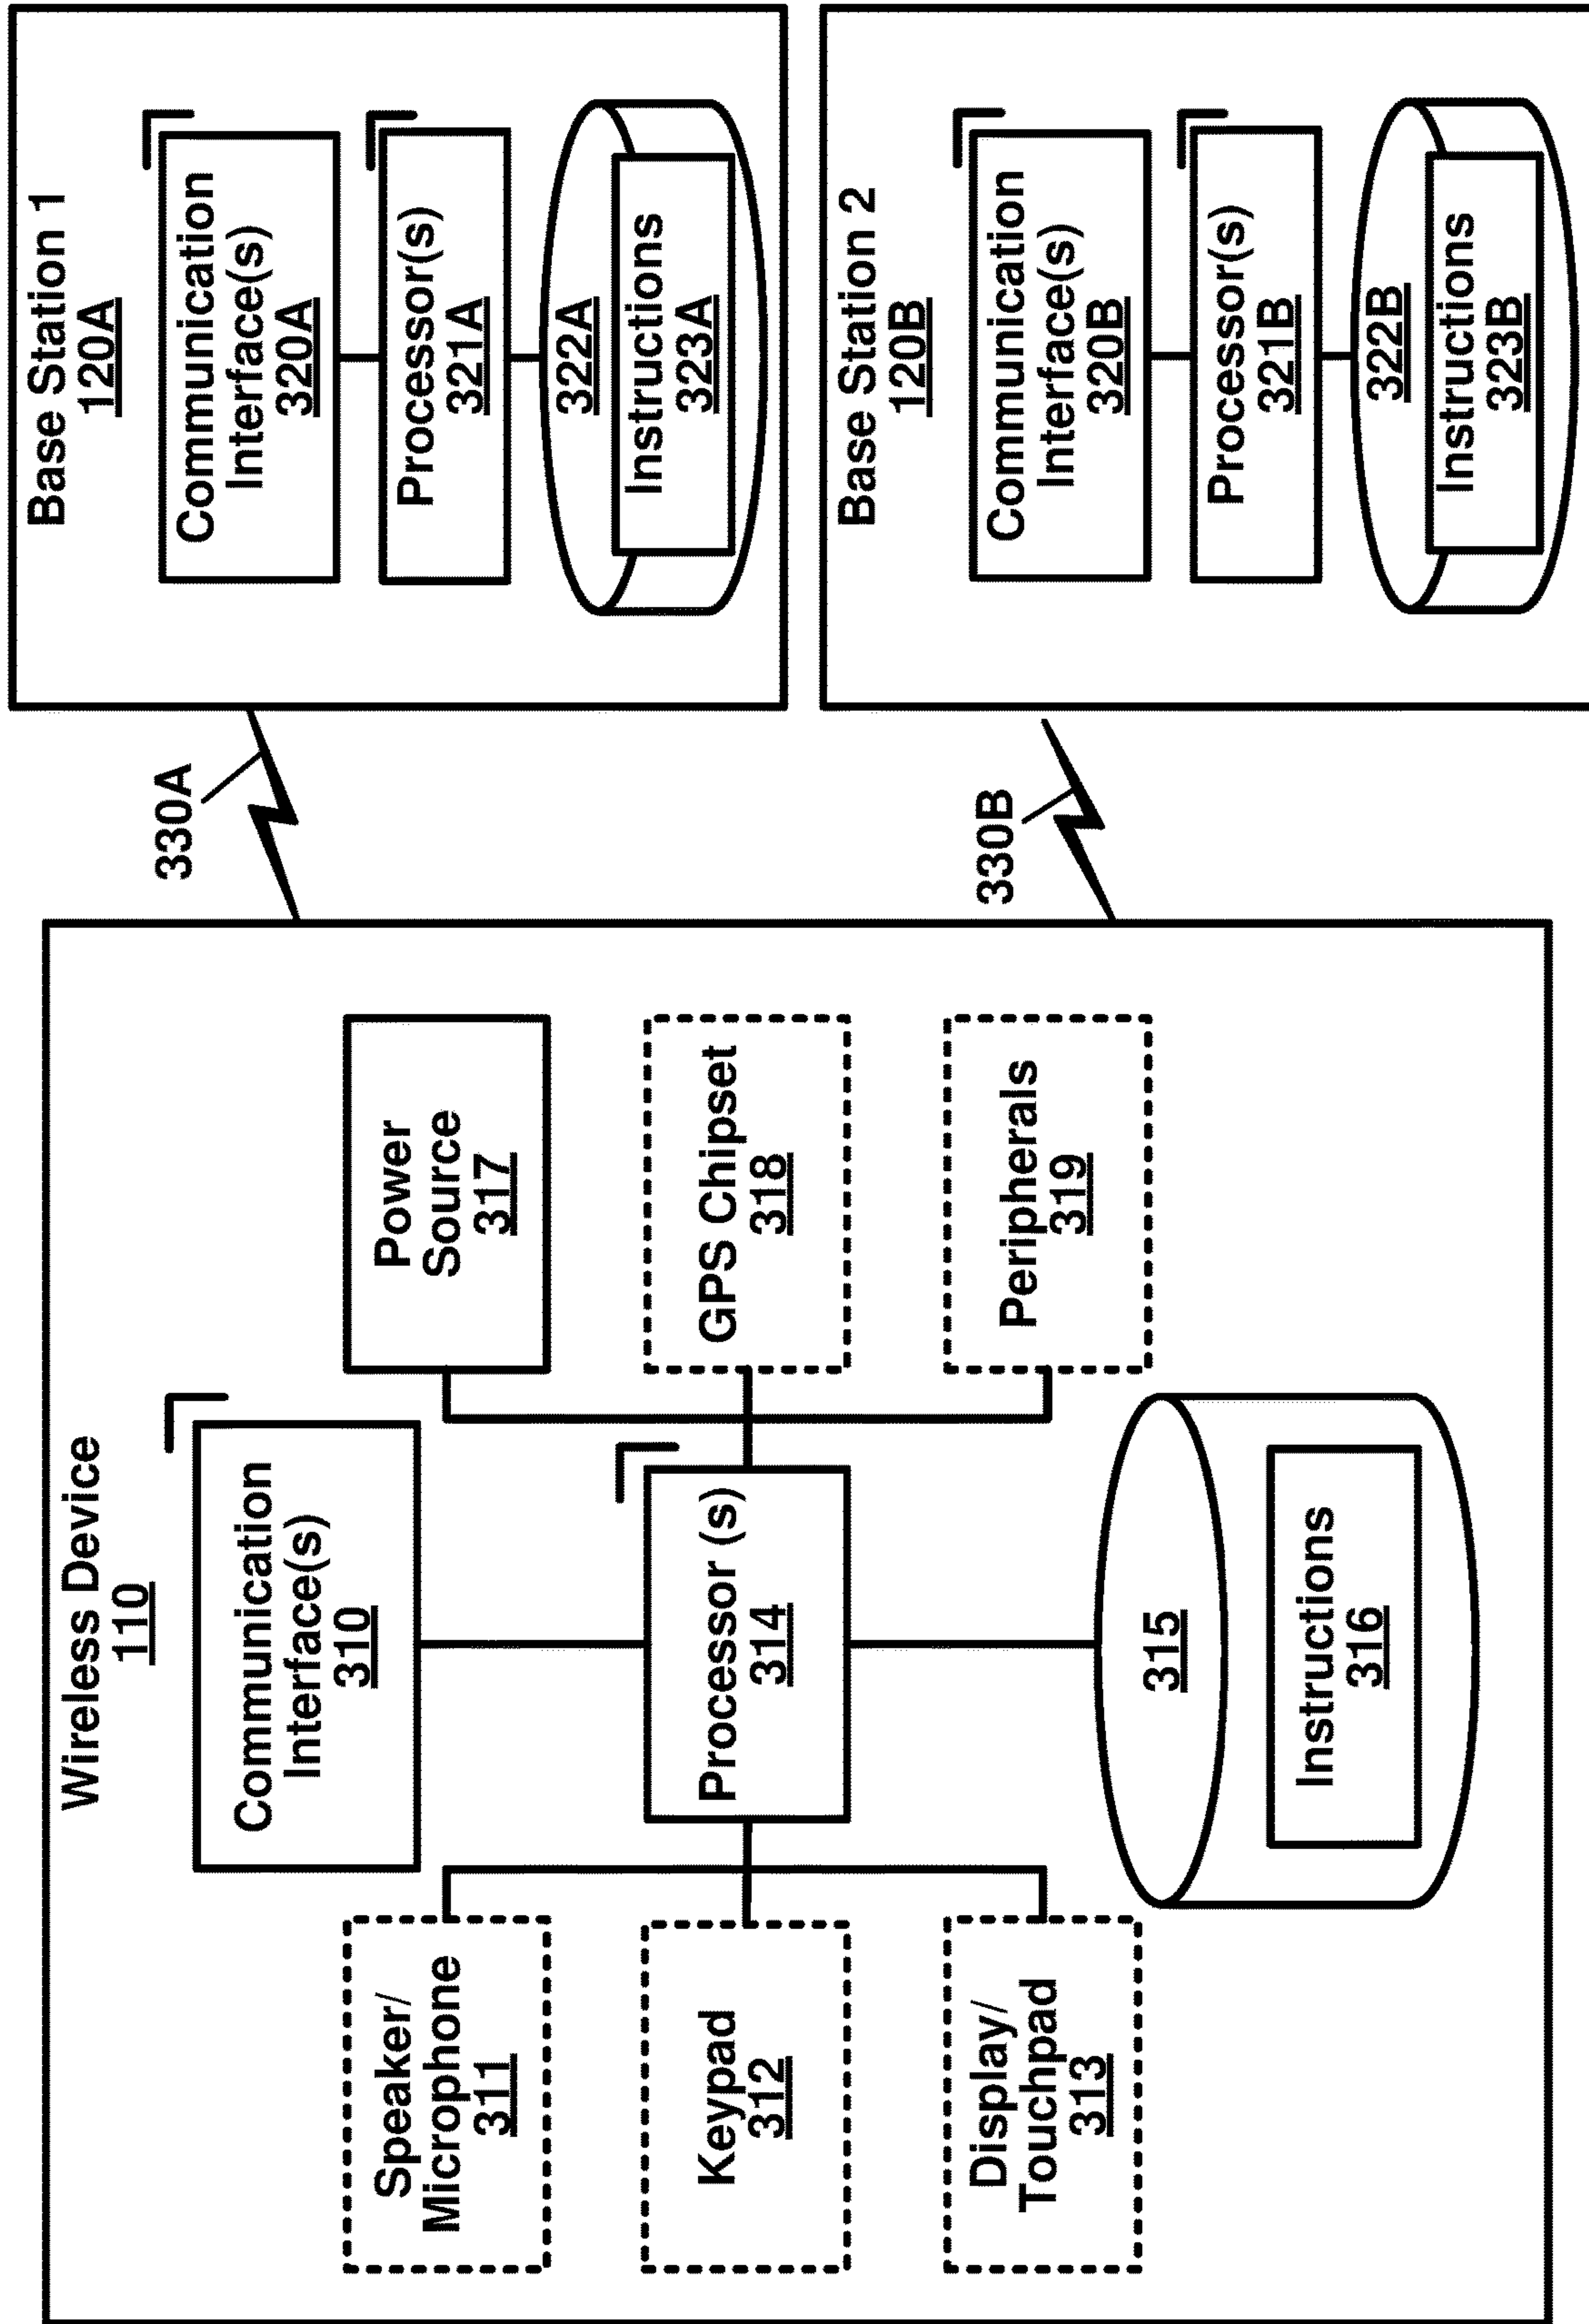 Wireless Device
110
Communication
Interface(s)
310
Speaker/
Microphone
311
Keypad
312
Display/
Touchpad
313
Processor (s)
314
315
Instructions
316
Power
Source
317
GPS Chipset
318
Peripherals
319
330A
330B
Base Station 1
120A
Communication
Interface(s)
320A
Processor(s)
321A
322A
Instructions
323A
Base Station 2
120B
Communication
Interface(s)
320B
Processor(s)
321B
322B
Instructions
323B